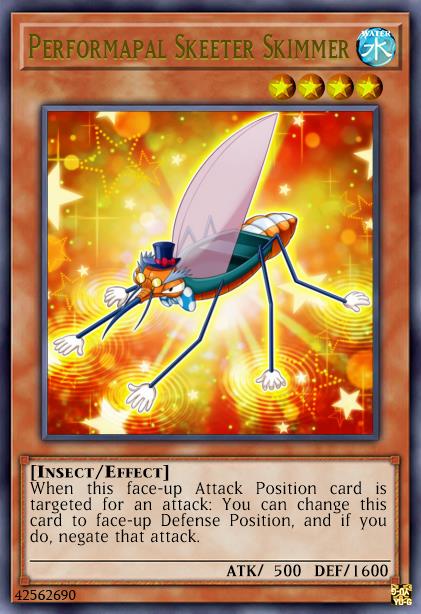 PERFORMAPAL SKEETER SKIMMER
WATER
水
[INSECT/EFFECT]
When this face-up Attack Position card is
targeted for an attack: You can change this
card to face-up Defense Position, and if you
do, negate that attack.
ATK/ 500 DEF/1600
42562690